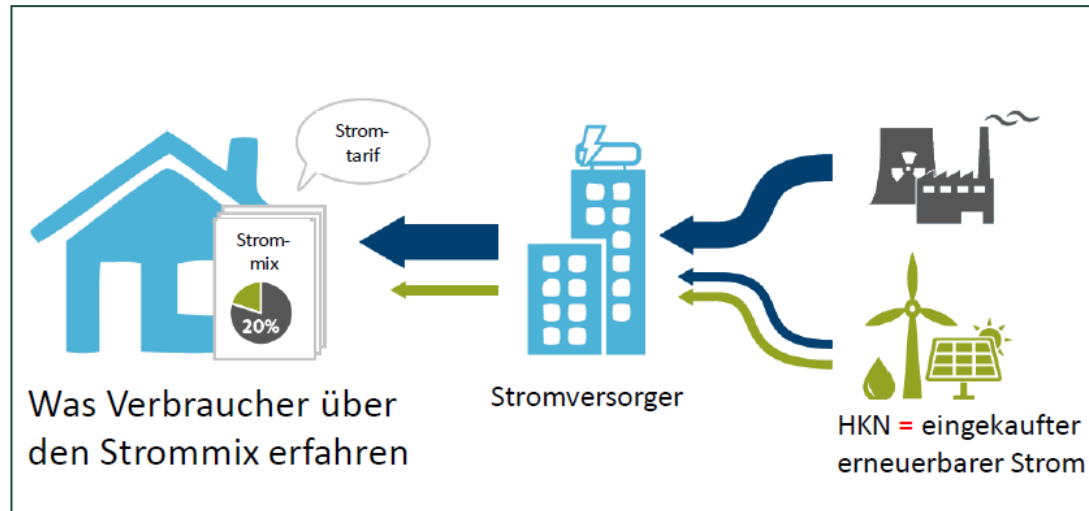 Strom-
tarif
Strom-
mix
20%
Was Verbraucher über
den Strommix erfahren
Stromversorger
HKN = eingekaufter
erneuerbarer Strom